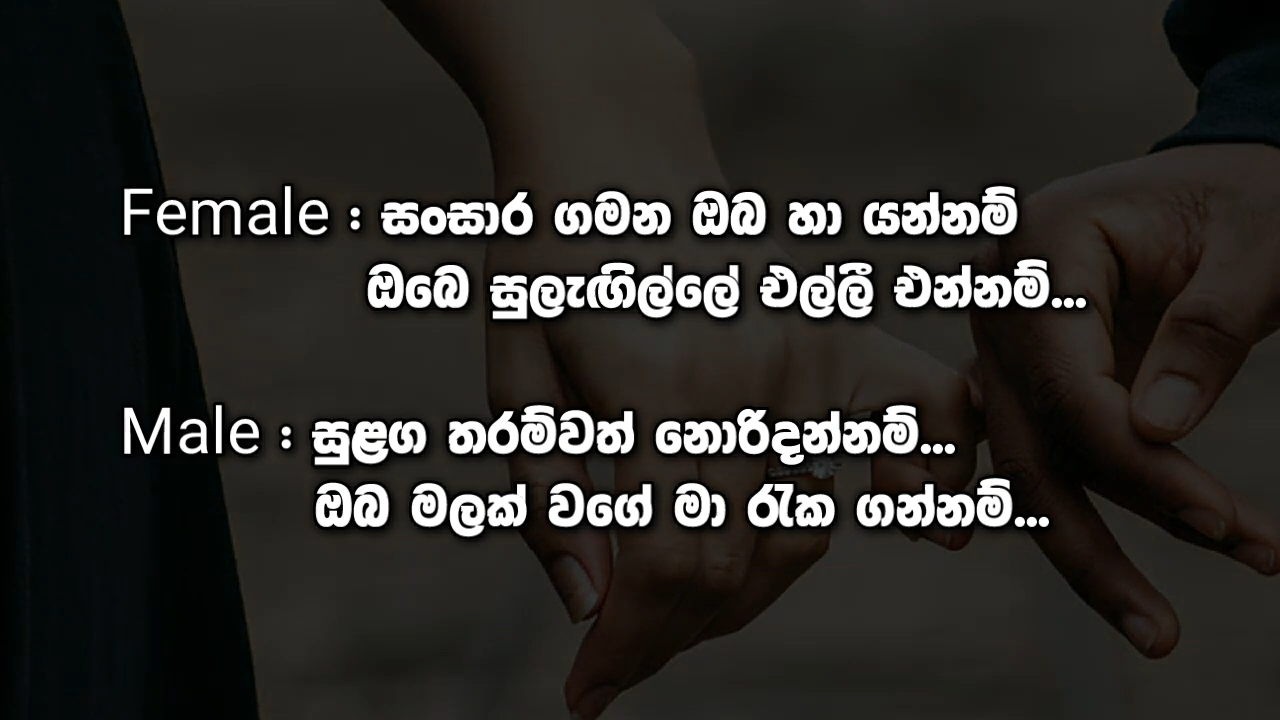 Female : සංසාර ගමන ඔබ හා යන්නම්
ඔබෙ සුලැඟිල්ලේ එල්ලී එන්නම්...
Male : සුළග තරම්වත් නොරිදන්නම්...
ඔබ මලක් වගේ මා රැක ගන්නම්...